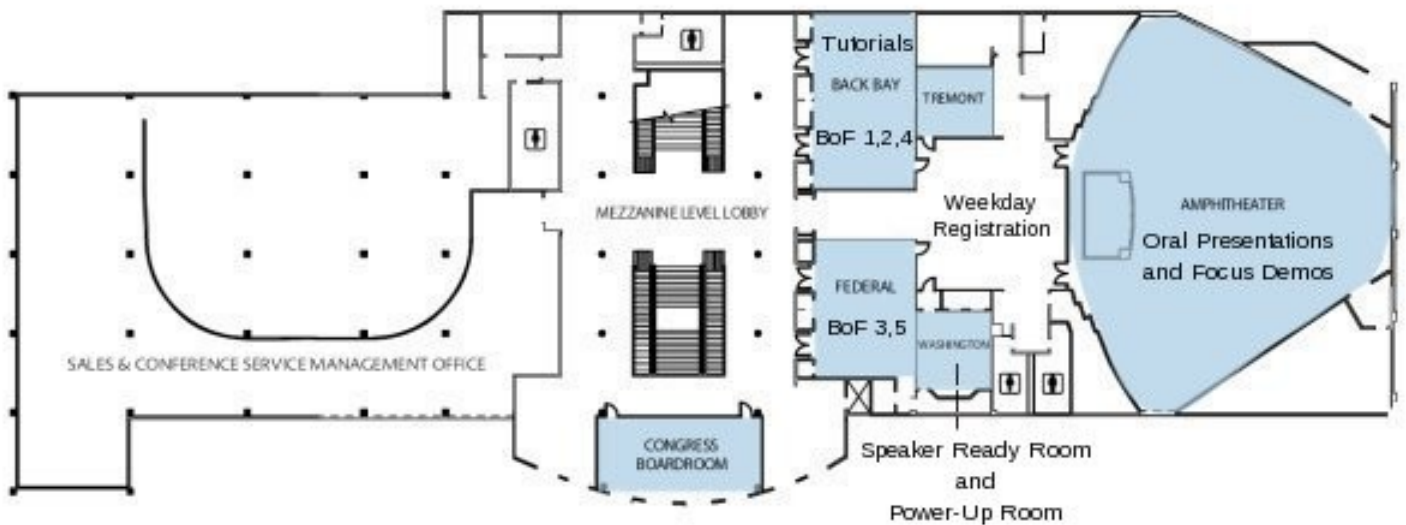 Tutorials
BACK BAY
TREMONT
BoF 1,2,4
MEZZANINE LEVEL LOBBY
Weekday
Registration
AMPHITHEATER
Oral Presentations
and Focus Demos
FEDERAL
BoF 3,5
WASHINGTON
SALES & CONFERENCE SERVICE MANAGEMENT OFFICE
CONGRESS
BOARDROOM
Speaker Ready Room
and
Power-Up Room